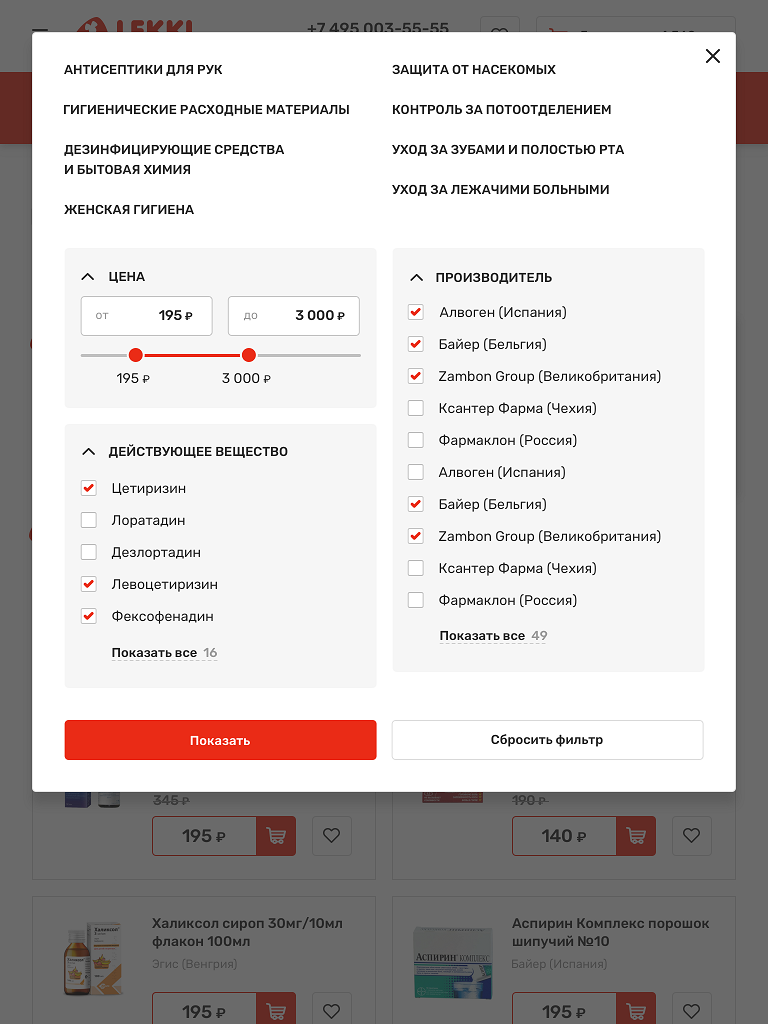 LEKKI
+7 495 003-55-55
АНТИСЕПТИКИ ДЛЯ РУК
ГИГИЕНИЧЕСКИЕ РАСХОДНЫЕ МАТЕРИАЛЫ
ДЕЗИНФИЦИРУЮЩИЕ СРЕДСТВА
И БЫТОВАЯ ХИМИЯ
ЖЕНСКАЯ ГИГИЕНА
ЗАЩИТА ОТ НАСЕКОМЫХ
КОНТРОЛЬ ЗА ПОТООТДЕЛЕНИЕМ
УХОД ЗА ЗУБАМИ И ПОЛОСТЬЮ РТА
УХОД ЗА ЛЕЖАЧИМИ БОЛЬНЫМИ
ЦЕНА
от 195 ₽
до 3 000 ₽
195 ₽
3 000 ₽
ДЕЙСТВУЮЩЕЕ ВЕЩЕСТВО
Цетиризин
Лоратадин
Дезлортадин
Левоцетиризин
Фексофенадин
Показать все 16
ПРОИЗВОДИТЕЛЬ
Алвоген (Испания)
Байер (Бельгия)
Zambon Group (Великобритания)
Ксантер Фарма (Чехия)
Фармаклон (Россия)
Алвоген (Испания)
Байер (Бельгия)
Zambon Group (Великобритания)
Ксантер Фарма (Чехия)
Фармаклон (Россия)
Показать все 49
Показать
Сбросить фильтр
345 ₽
195 ₽
190 ₽
140 ₽
Халиксол
Халиксол сироп 30мг/10мл
флакон 100мл
Эгис (Венгрия)
195 ₽
АСПИРИН КОМПЛЕКС
Аспирин Комплекс порошок
шипучий №10
Байер (Испания)
195 ₽